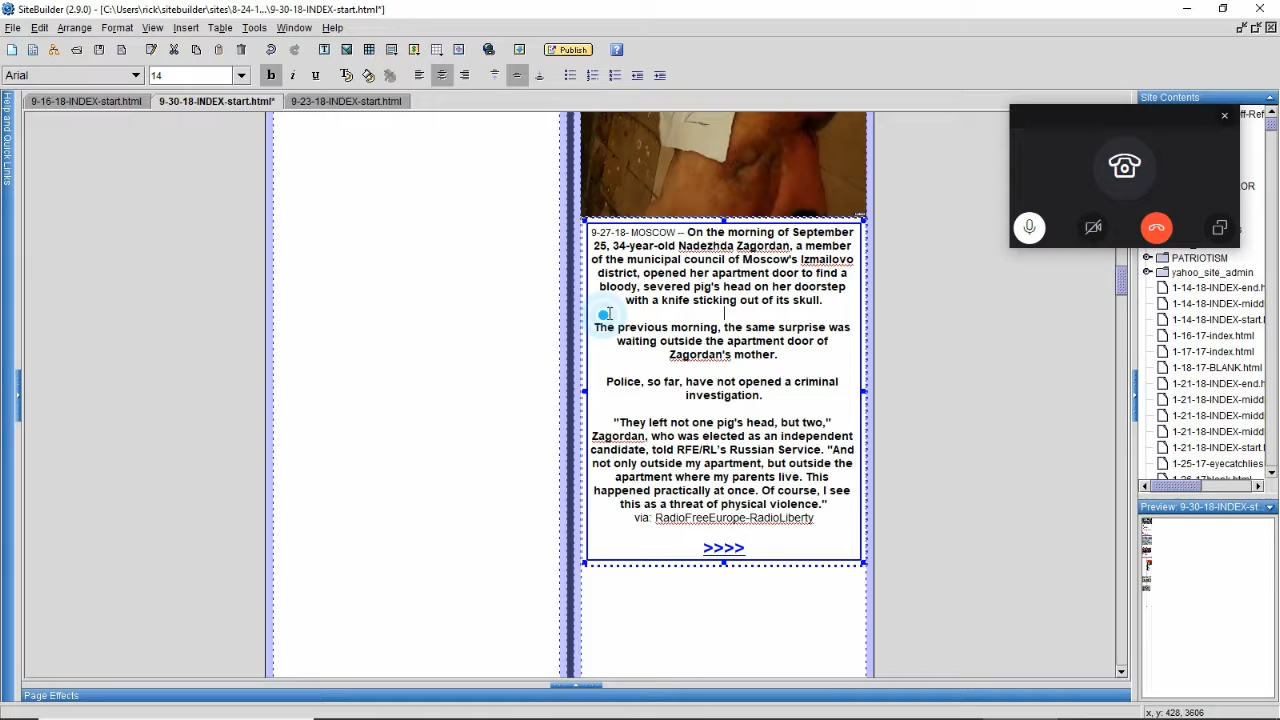 SiteBuilder (2.9.0) - [C:\Users\rick\sitebuilder\sites\8-24-1...\9-30-18-INDEX-start.html*]
File Edit Arrange Format View Insert Table Tools Window Help
Publish
Arial 14
9-16-18-INDEX-start.html 9-30-18-INDEX-start.html* 9-23-18-INDEX-start.html
Help and Quick Links
9-27-18- MOSCOW -- On the morning of September
25, 34-year-old Nadezhda Zagordan, a member
of the municipal council of Moscow's Izmailovo
district, opened her apartment door to find a
bloody, severed pig's head on her doorstep
with a knife sticking out of its skull.
The previous morning, the same surprise was
waiting outside the apartment door of
Zagordan's mother.
Police, so far, have not opened a criminal
investigation.
"They left not one pig's head, but two,"
Zagordan, who was elected as an independent
candidate, told RFE/RL's Russian Service. "And
not only outside my apartment, but outside the
apartment where my parents live. This
happened practically at once. Of course, I see
this as a threat of physical violence."
via: RadioFreeEurope-RadioLiberty
>>>>
Site Contents
ff-Ref
OR
PATRIOTISM
yahoo_site_admin
1-14-18-INDEX-end.h
1-14-18-INDEX-midd
1-14-18-INDEX-start.
1-16-17-index.html
1-17-17-index.html
1-18-17-BLANK.html
1-21-18-INDEX-end.h
1-21-18-INDEX-midd
1-21-18-INDEX-midd
1-21-18-INDEX-midd
1-21-18-INDEX-start.l
1-25-17-eyecatchlies
Preview: 9-30-18-INDEX-st...
Page Effects
x, y: 428, 3606